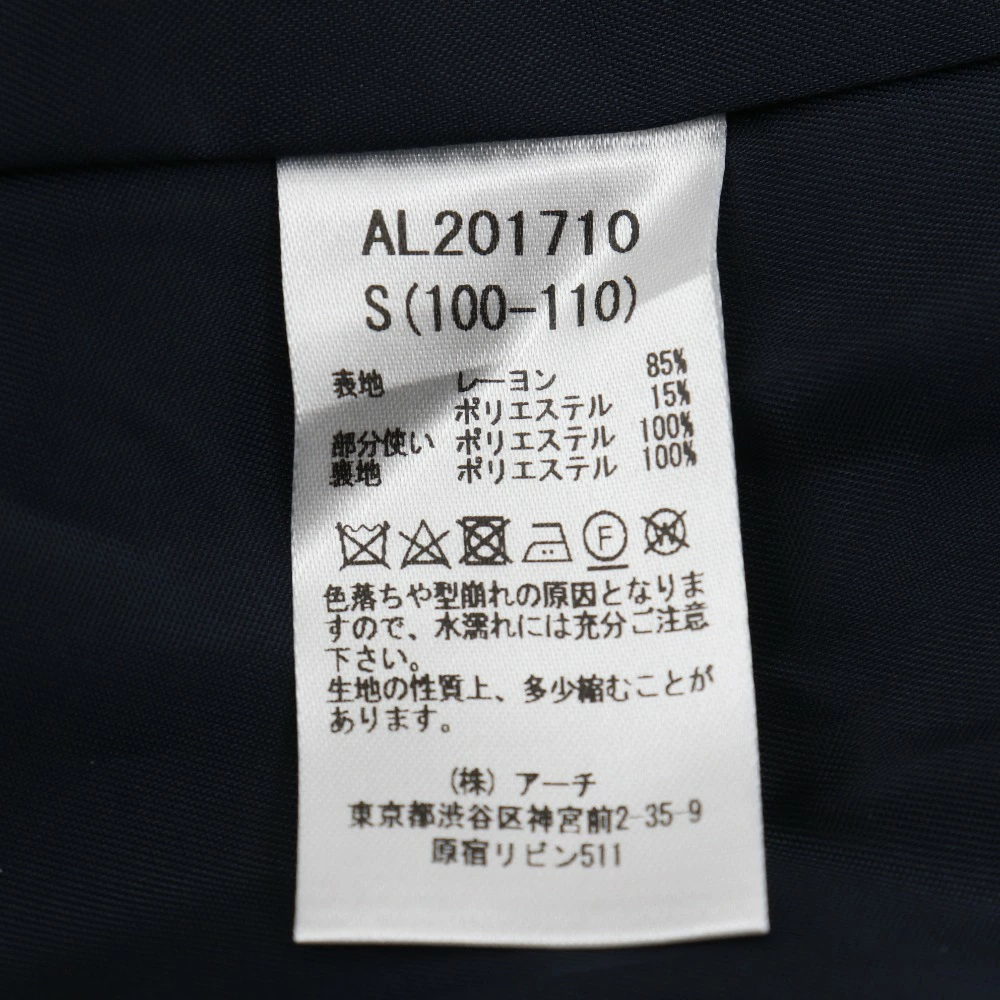 AL201710
S(100-110)
表地 レーヨン 85%
ポリエステル 15%
部分使い ポリエステル 100%
裏地 ポリエステル 100%
F W
色落ちや型崩れの原因となりま
すので、水濡れには充分ご注意
下さい。
生地の性質上、多少縮むことが
あります。
(株) アーチ
東京都渋谷区神宮前2-35-9
原宿リビン511